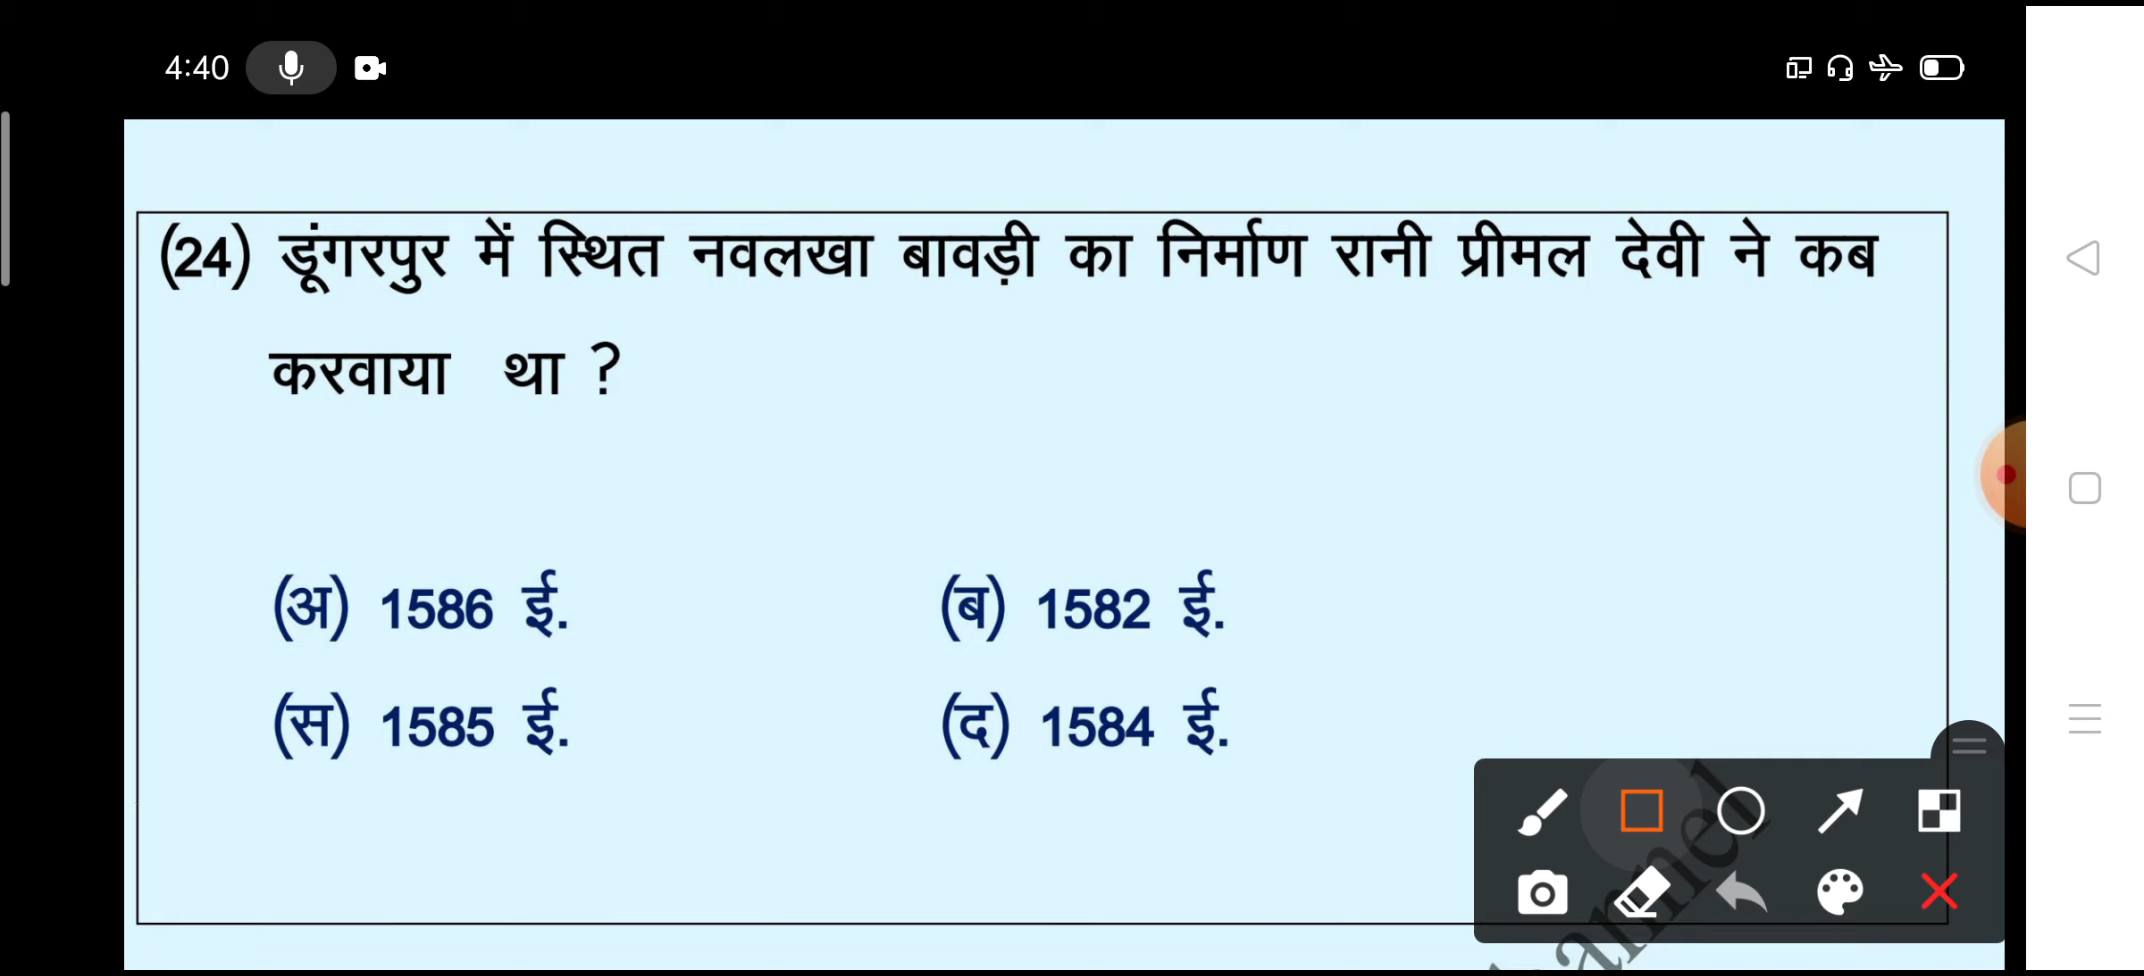 4:40
(24) डूंगरपुर में स्थित नवलखा बावड़ी का निर्माण रानी प्रीमल देवी ने कब
करवाया था ?
(अ) 1586 ई. (ब) 1582 ई.
(स) 1585 ई. (द) 1584 ई.